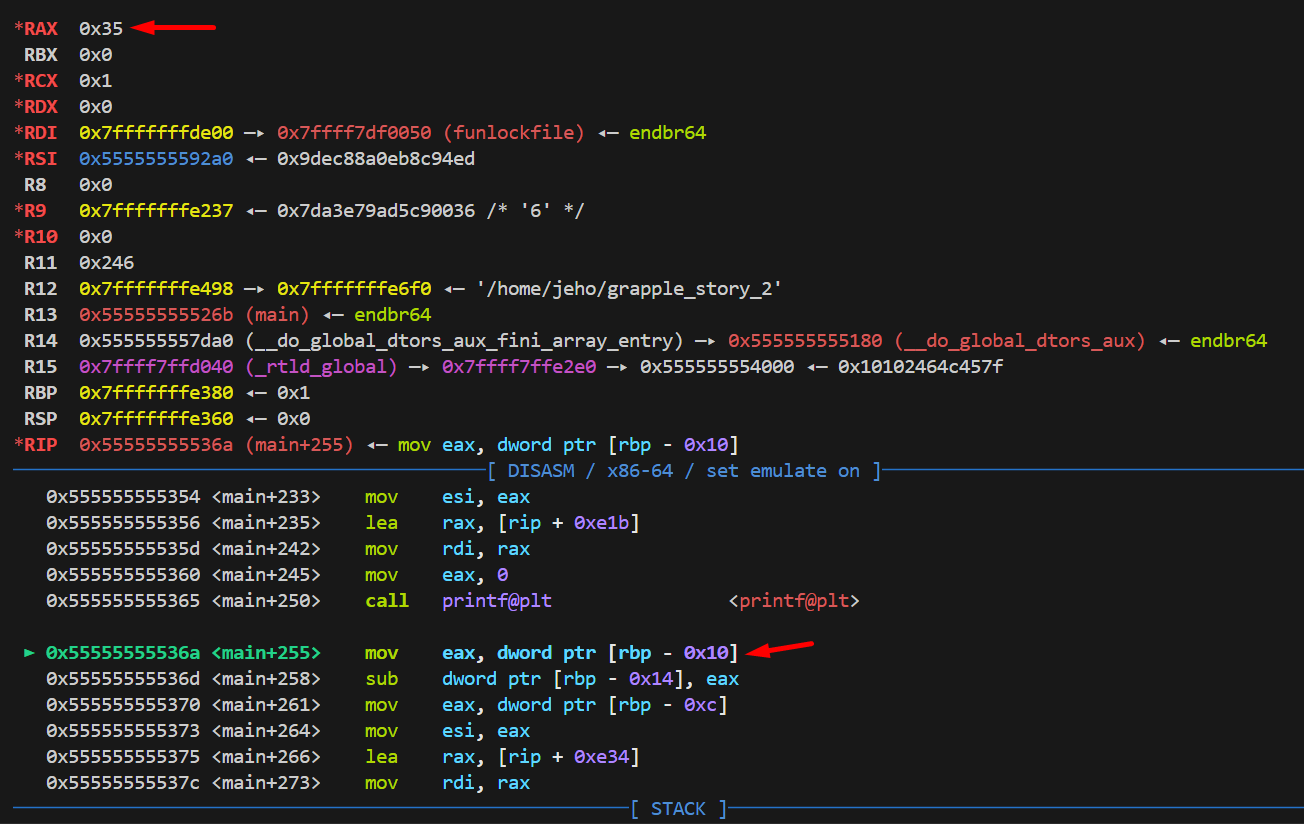 *RAX  0x35
 RBX  0x0
*RCX  0x1
*RDX  0x0
*RDI  0x7fffffffde00 —▸ 0x7ffff7df0050 (funlockfile) ◂— endbr64
*RSI  0x5555555592a0 ◂— 0x9dec88a0eb8c94ed
 R8   0x0
*R9   0x7fffffffe237 ◂— 0x7da3e79ad5c90036 /* '6' */
*R10  0x0
 R11  0x246
 R12  0x7fffffffe498 —▸ 0x7fffffffe6f0 ◂— '/home/jeho/grapple_story_2'
 R13  0x55555555526b (main) ◂— endbr64
 R14  0x555555557da0 (__do_global_dtors_aux_fini_array_entry) —▸ 0x555555555180 (__do_global_dtors_aux) ◂— endbr64
 R15  0x7ffff7ffd040 (_rtld_global) —▸ 0x7ffff7ffe2e0 —▸ 0x555555554000 ◂— 0x10102464c457f
 RBP  0x7fffffffe380 ◂— 0x1
 RSP  0x7fffffffe360 ◂— 0x0
*RIP  0x55555555536a (main+255) ◂— mov eax, dword ptr [rbp - 0x10]
[ DISASM / x86-64 / set emulate on ]
   0x555555555354 <main+233>    mov    esi, eax
   0x555555555356 <main+235>    lea    rax, [rip + 0xe1b]
   0x55555555535d <main+242>    mov    rdi, rax
   0x555555555360 <main+245>    mov    eax, 0
   0x555555555365 <main+250>    call   printf@plt                <printf@plt>
 ► 0x55555555536a <main+255>    mov    eax, dword ptr [rbp - 0x10]
   0x55555555536d <main+258>    sub    dword ptr [rbp - 0x14], eax
   0x555555555370 <main+261>    mov    eax, dword ptr [rbp - 0xc]
   0x555555555373 <main+264>    mov    esi, eax
   0x555555555375 <main+266>    lea    rax, [rip + 0xe34]
   0x55555555537c <main+273>    mov    rdi, rax
[ STACK ]